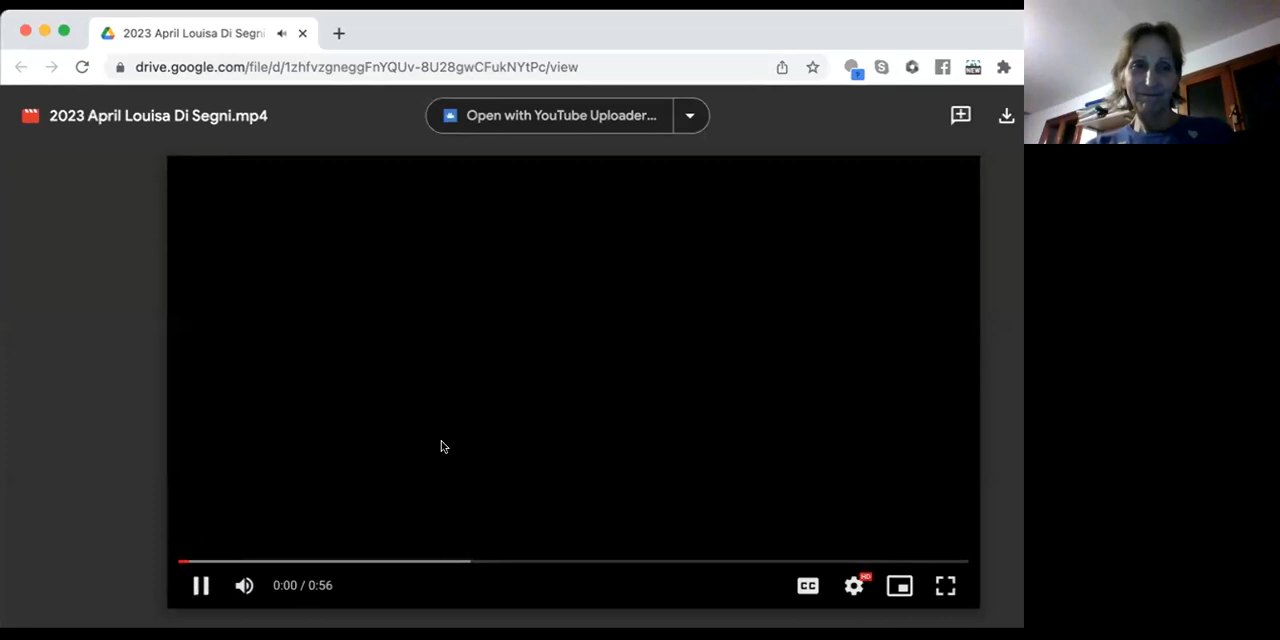 2023 April Louisa Di Segni
drive.google.com/file/d/1zhfvzgneggFnYQUv-8U28gwCFukNYtPc/view
?
NEW
2023 April Louisa Di Segni.mp4
Open with YouTube Uploader...
0:00 / 0:56
CC
HD